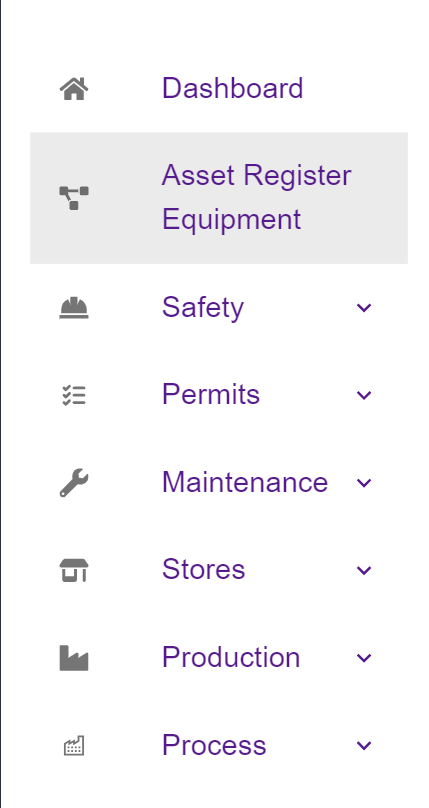 Dashboard
Asset Register
Equipment
Safety
Permits
Maintenance
Stores
Production
Process